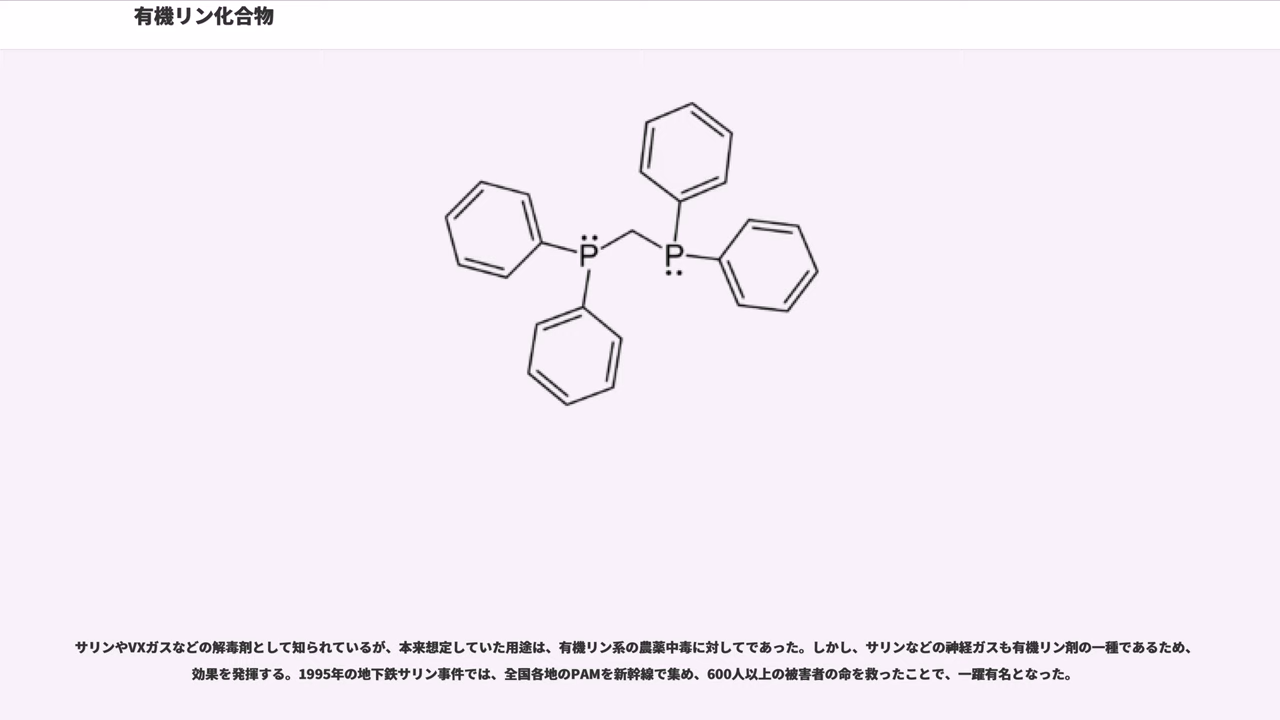 有機リン化合物
P
P
サリンやVXガスなどの解毒剤として知られているが、本来想定していた用途は、有機リン系の農薬中毒に対してであった。しかし、サリンなどの神経ガスも有機リン剤の一種であるため、
効果を発揮する。1995年の地下鉄サリン事件では、全国各地のPAMを新幹線で集め、600人以上の被害者の命を救ったことで、一躍有名となった。